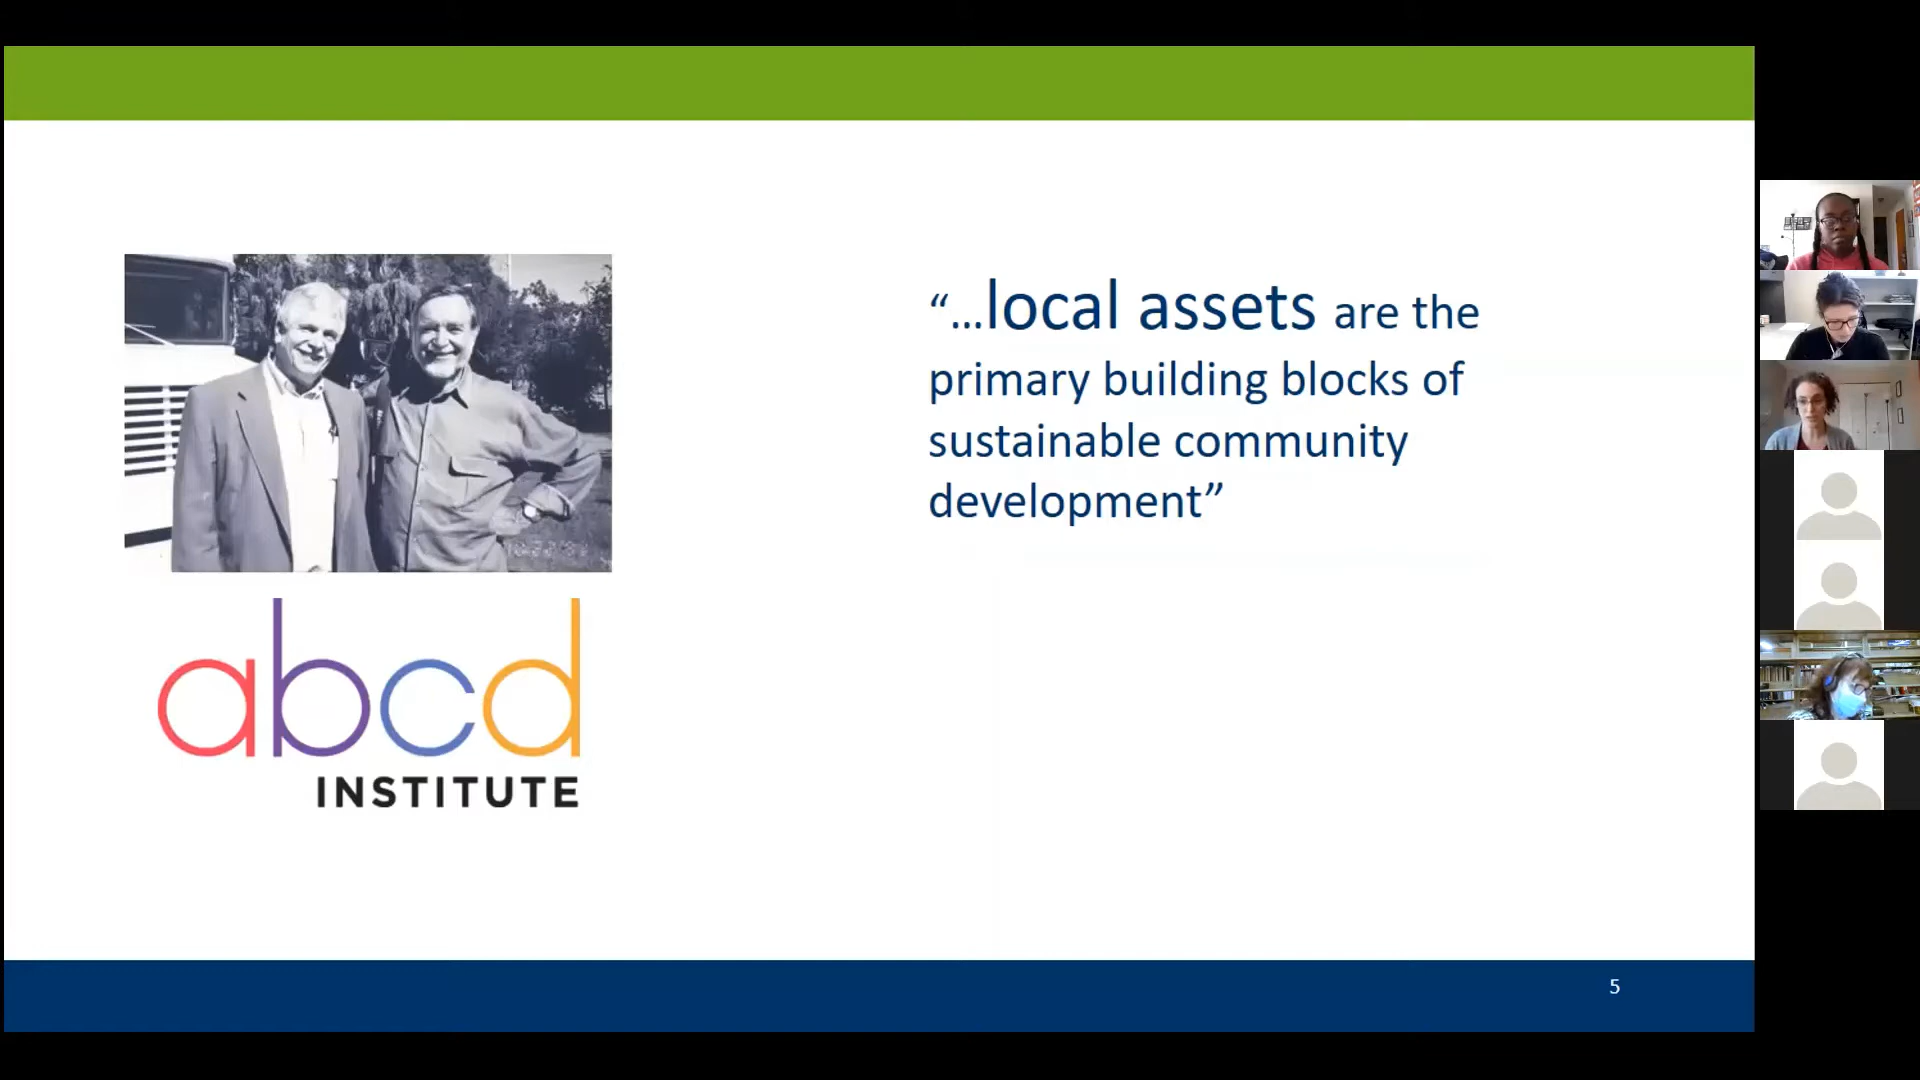 “...local assets are the
primary building blocks of
sustainable community
development”
abcd
INSTITUTE
5